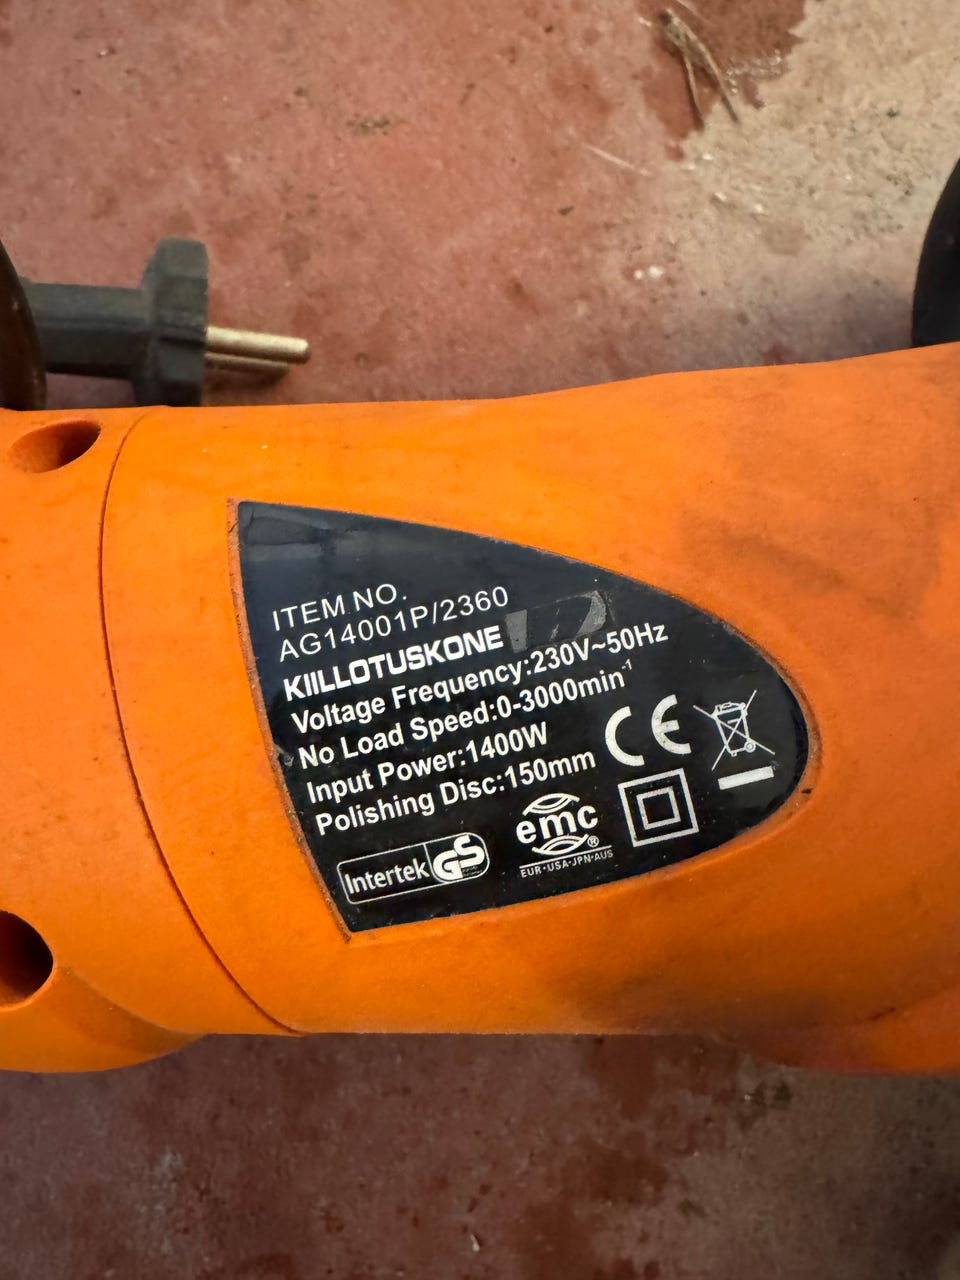 ITEM NO.
AG14001P/2360
KIILLOTUSKONE
Voltage Frequency:230V~50Hz
No Load Speed:0-3000min⁻¹
Input Power:1400W
Polishing Disc:150mm
CE
Intertek GS
emc®
EUR·USA·JPN·AUS